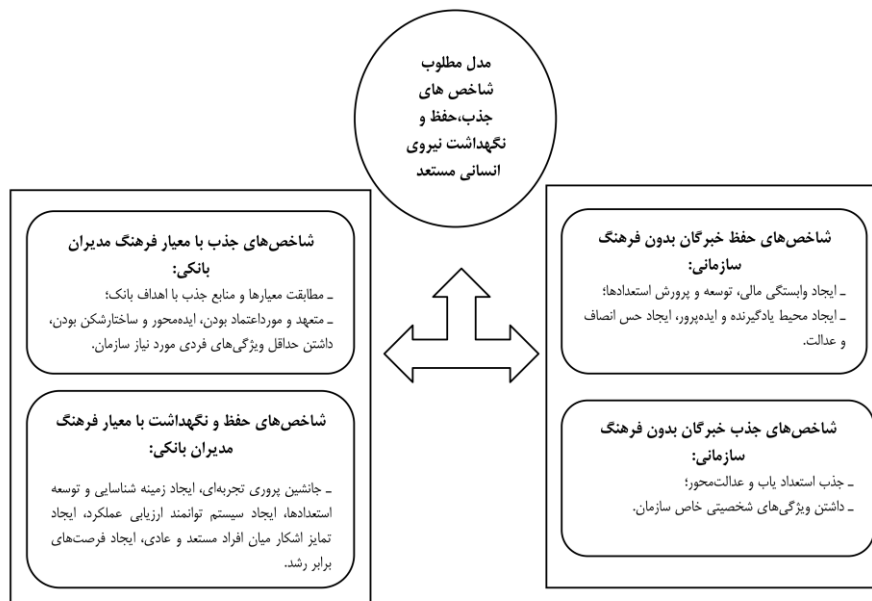 مدل مطلوب
شاخص های
جذب،حفظ و
نگهداشت نیروی
انسانی مستعد
شاخص‌های حفظ خبرگان بدون فرهنگ
سازمانی:
ـ ایجاد وابستگی مالی، توسعه و پرورش استعدادها؛
ـ ایجاد محیط یادگیرنده و ایده‌پرور، ایجاد حس انصاف
و عدالت.
شاخص‌های جذب خبرگان بدون فرهنگ
سازمانی:
ـ جذب استعداد یاب و عدالت‌محور؛
ـ داشتن ویژگی‌های شخصیتی خاص سازمان.
شاخص‌های جذب با معیار فرهنگ مدیران
بانکی:
ـ مطابقت معیارها و منابع جذب با اهداف بانک؛
ـ متعهد و مورداعتماد بودن، ایده‌محور و ساختارشکن بودن،
داشتن حداقل ویژگی‌های فردی مورد نیاز سازمان.
شاخص‌های حفظ و نگهداشت با معیار فرهنگ
مدیران بانکی:
ـ جانشین پروری تجربه‌ای، ایجاد زمینه شناسایی و توسعه
استعدادها، ایجاد سیستم توانمند ارزیابی عملکرد، ایجاد
تمایز اشکار میان افراد مستعد و عادی، ایجاد فرصت‌های
برابر رشد.